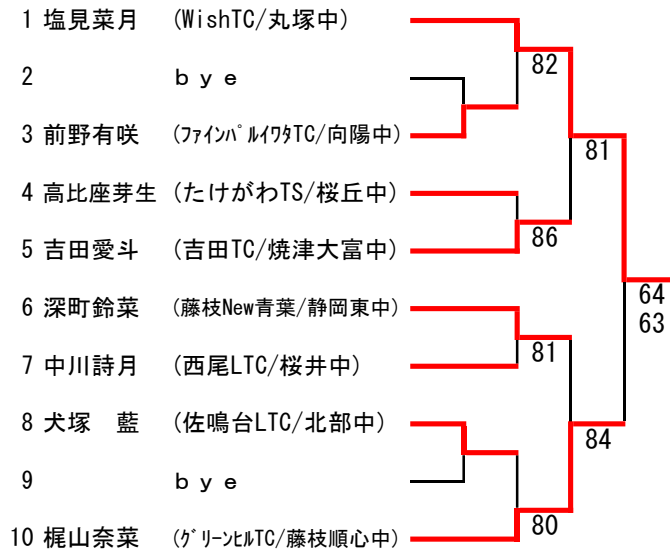 1 塩見菜月 (WishTC/丸塚中)
82
2 ｂｙｅ
3 前野有咲 (ﾌｧｲﾝﾊﾟﾙｲﾜﾀTC/向陽中)
81
4 高比座芽生 (たけがわTS/桜丘中)
86
5 吉田愛斗 (吉田TC/焼津大富中)
64
6 深町鈴菜 (藤枝New青葉/静岡東中)
63
81
7 中川詩月 (西尾LTC/桜井中)
8 犬塚　藍 (佐鳴台LTC/北部中)
84
9 ｂｙｅ
80
10 梶山奈菜 (ｸﾞﾘｰﾝﾋﾙTC/藤枝順心中)